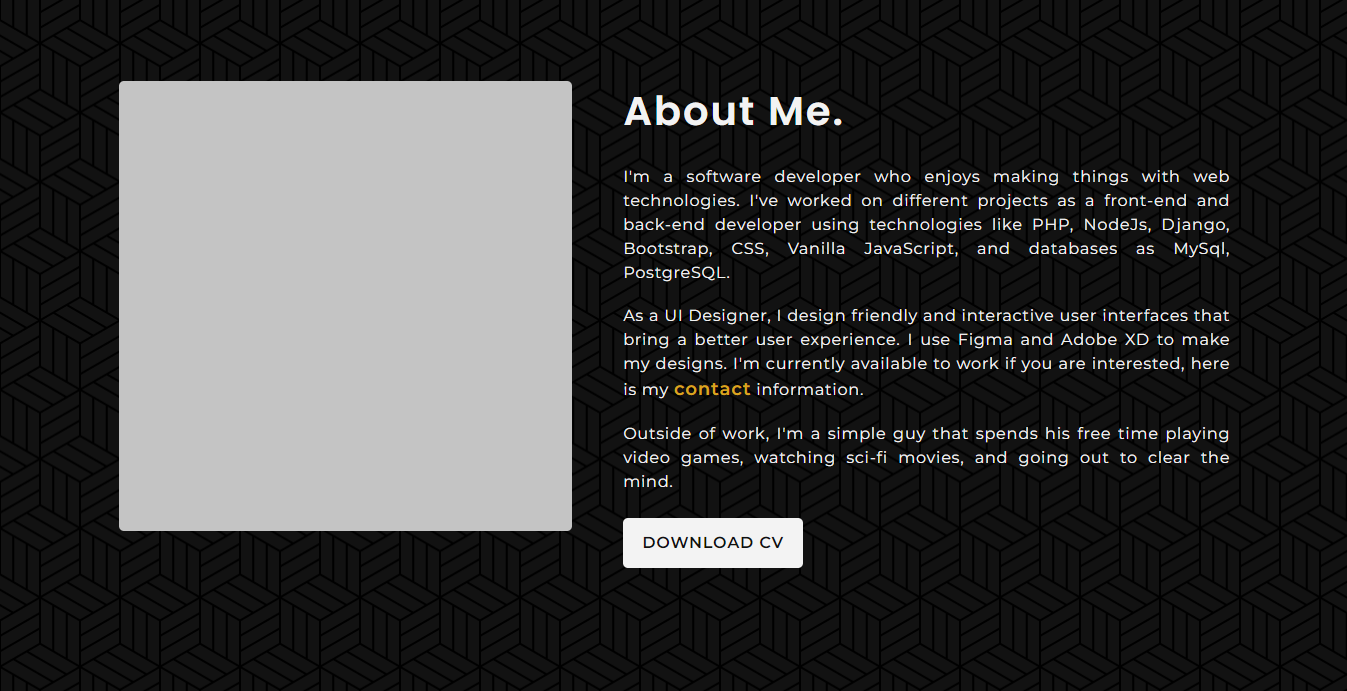 About Me.
I'm a software developer who enjoys making things with web
technologies. I've worked on different projects as a front-end and
back-end developer using technologies like PHP, NodeJs, Django,
Bootstrap, CSS, Vanilla JavaScript, and databases as MySql,
PostgreSQL.
As a UI Designer, I design friendly and interactive user interfaces that
bring a better user experience. I use Figma and Adobe XD to make
my designs. I'm currently available to work if you are interested, here
is my contact information.
Outside of work, I'm a simple guy that spends his free time playing
video games, watching sci-fi movies, and going out to clear the
mind.
DOWNLOAD CV